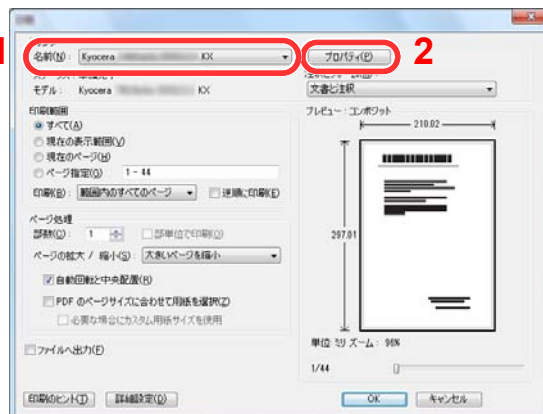 1
2
名前(N): Kyocera KX
プロパティ(P)
モデル: Kyocera KX
文書と注釈
印刷範囲
すべて(A)
現在の表示範囲(V)
現在のページ(H)
ページ指定(G) 1 - 44
印刷(B): 範囲内のすべてのページ
逆順に印刷(E)
ページ処理
部数(C): 1
部単位で印刷(O)
ページの拡大 / 縮小(S): 大きいページを縮小
自動回転と中央配置(R)
PDF のページサイズに合わせて用紙を選択(Z)
必要な場合にカスタム用紙サイズを使用
ファイルへ出力(F)
プレビュー: コンポジット
210.02
297.01
単位: ミリ ズーム: 96%
1/44
印刷のヒント(T)
詳細設定(D)
OK
キャンセル